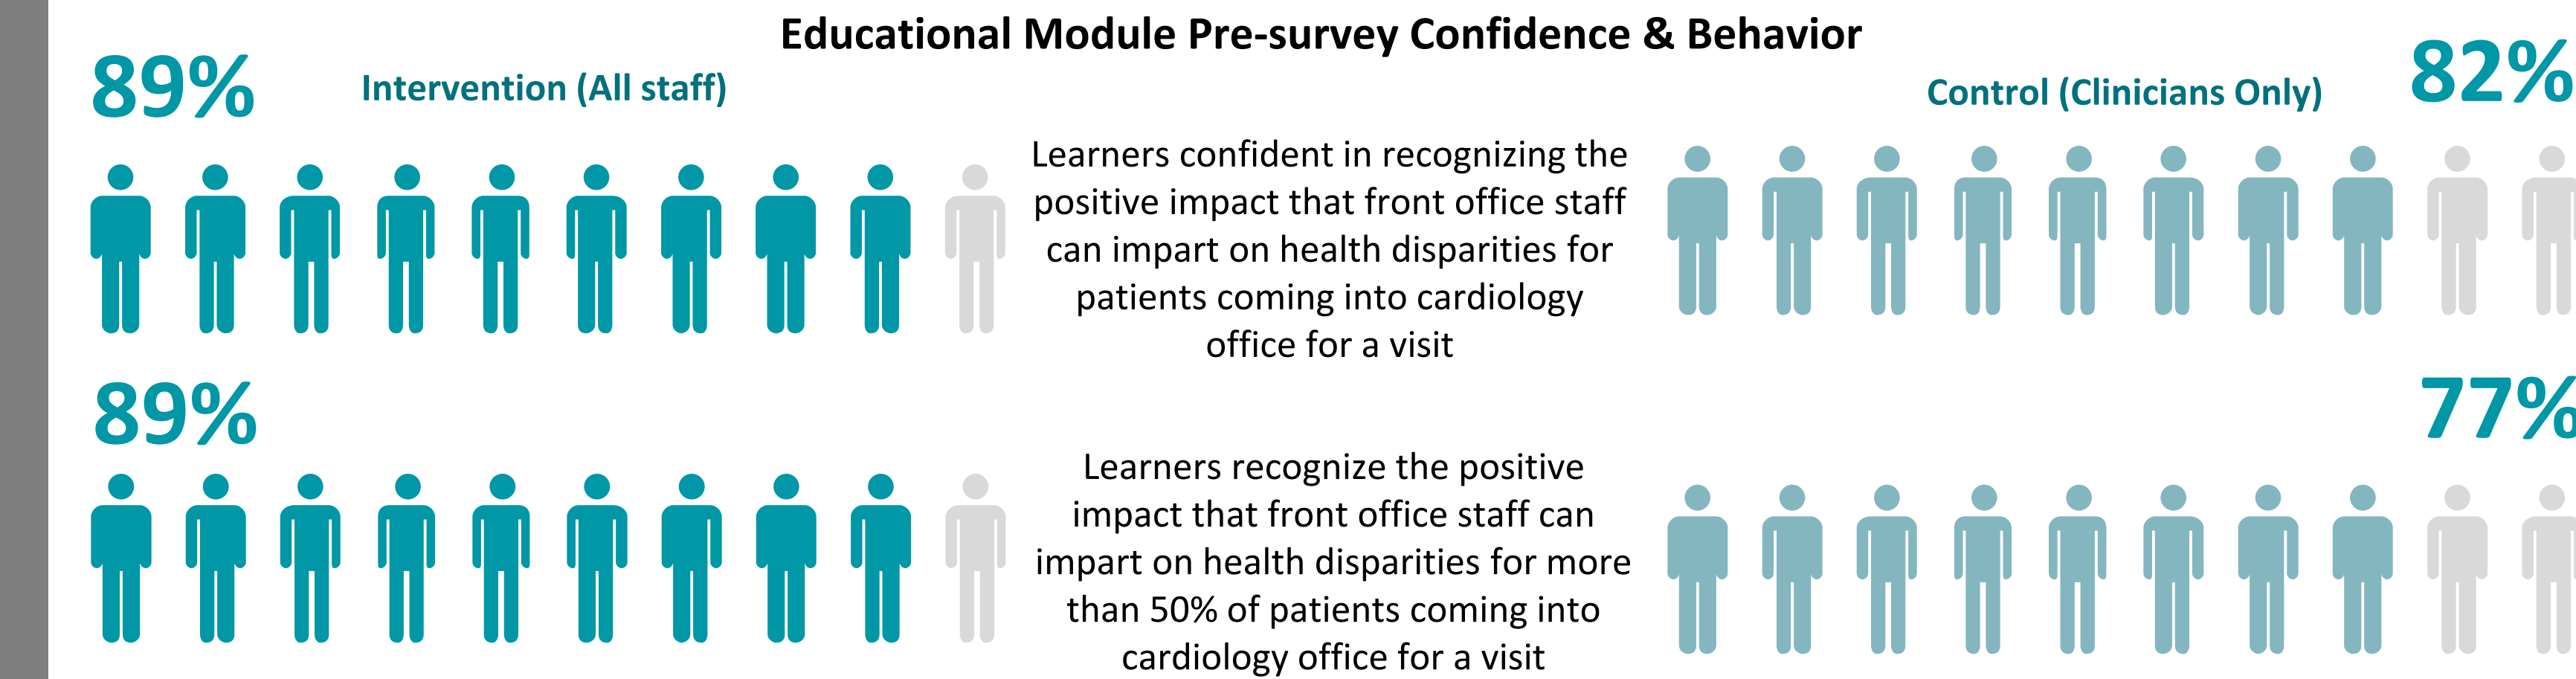 Educational Module Pre-survey Confidence & Behavior
89%
Intervention (All staff)
Control (Clinicians Only)
82%
Learners confident in recognizing the
positive impact that front office staff
can impart on health disparities for
patients coming into cardiology
office for a visit
89%
77%
Learners recognize the positive
impact that front office staff can
impart on health disparities for more
than 50% of patients coming into
cardiology office for a visit